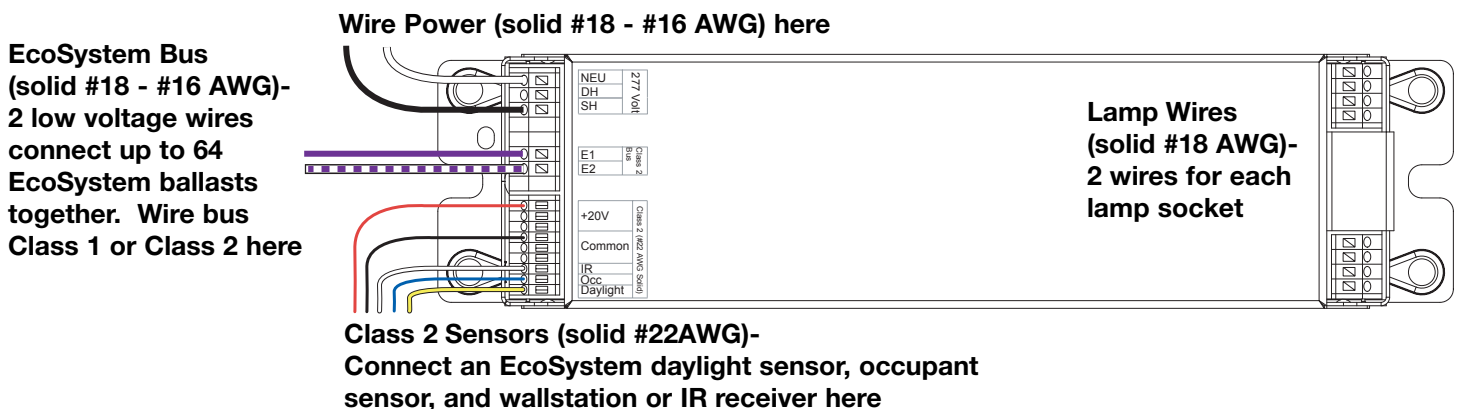 Wire Power (solid #18 - #16 AWG) here
EcoSystem Bus
(solid #18 - #16 AWG)-
2 low voltage wires
connect up to 64
EcoSystem ballasts
together.  Wire bus
Class 1 or Class 2 here
NEU
DH
SH
277 Volt
E1
E2
Class 2
Bus
+20V
Common
IR
Occ
Daylight
Class 2 (#22 AWG Solid)
Lamp Wires
(solid #18 AWG)-
2 wires for each
lamp socket
Class 2 Sensors (solid #22AWG)-
Connect an EcoSystem daylight sensor, occupant
sensor, and wallstation or IR receiver here